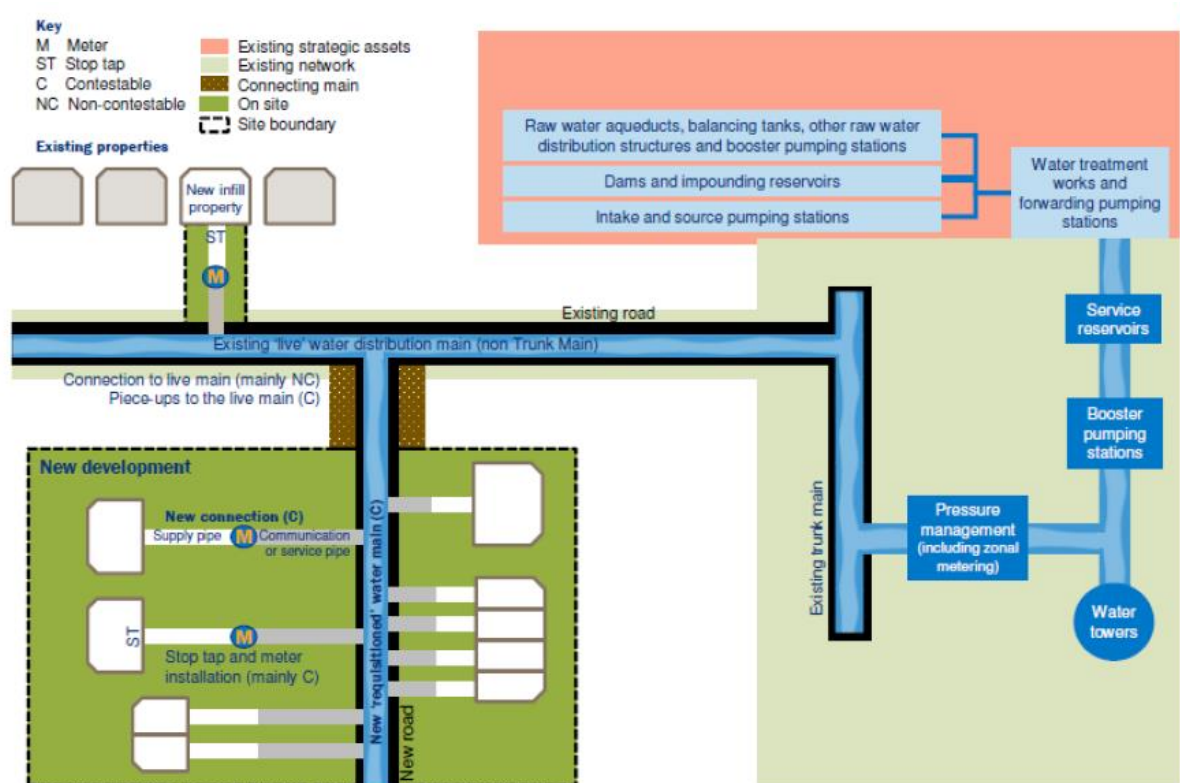 Key
M Meter
ST Stop tap
C Contestable
NC Non-contestable
Existing strategic assets
Existing network
Connecting main
On site
Site boundary
Existing properties
New infill
property
ST
M
Raw water aqueducts, balancing tanks, other raw water
distribution structures and booster pumping stations
Dams and impounding reservoirs
Intake and source pumping stations
Water treatment
works and
forwarding pumping
stations
Existing road
Existing 'live' water distribution main (non Trunk Main)
Connection to live main (mainly NC)
Piece-ups to the live main (C)
Service
reservoirs
Booster
pumping
stations
Pressure
management
(including zonal
metering)
Water
towers
Existing trunk main
New development
New connection (C)
Supply pipe
M
Communication
or service pipe
ST
M
Stop tap and meter
installation (mainly C)
New 'requisitioned' water main (C)
New road